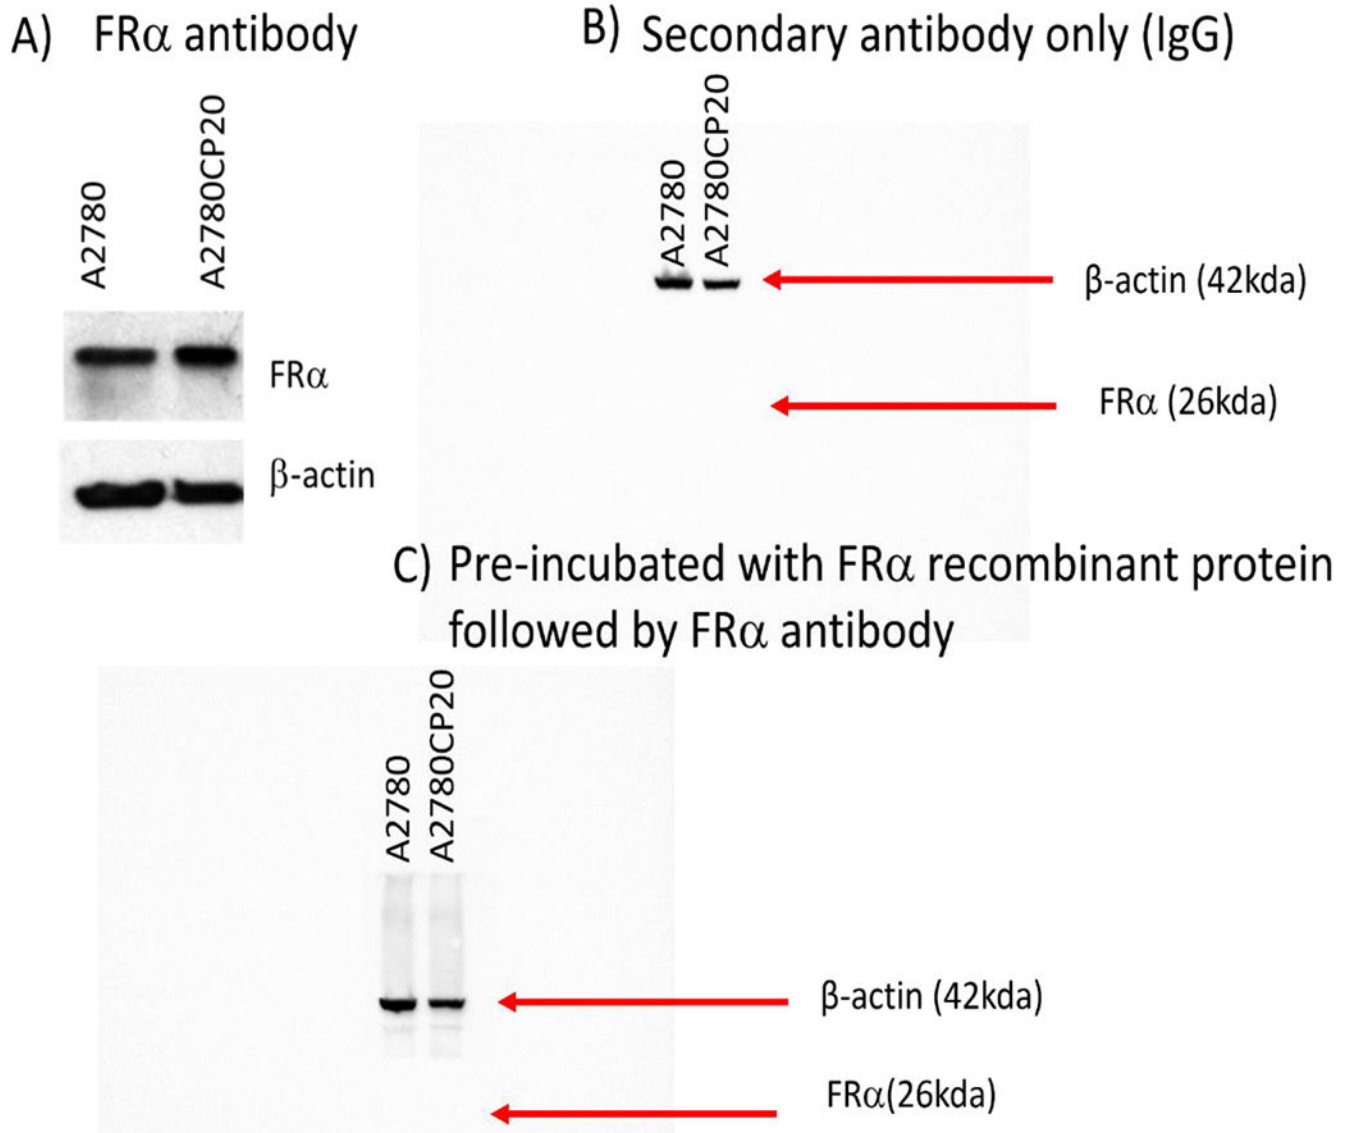 A) FRα antibody
A2780
A2780CP20
FRα
β-actin
B) Secondary antibody only (IgG)
A2780
A2780CP20
β-actin (42kda)
FRα (26kda)
C) Pre-incubated with FRα recombinant protein
followed by FRα antibody
A2780
A2780CP20
β-actin (42kda)
FRα(26kda)